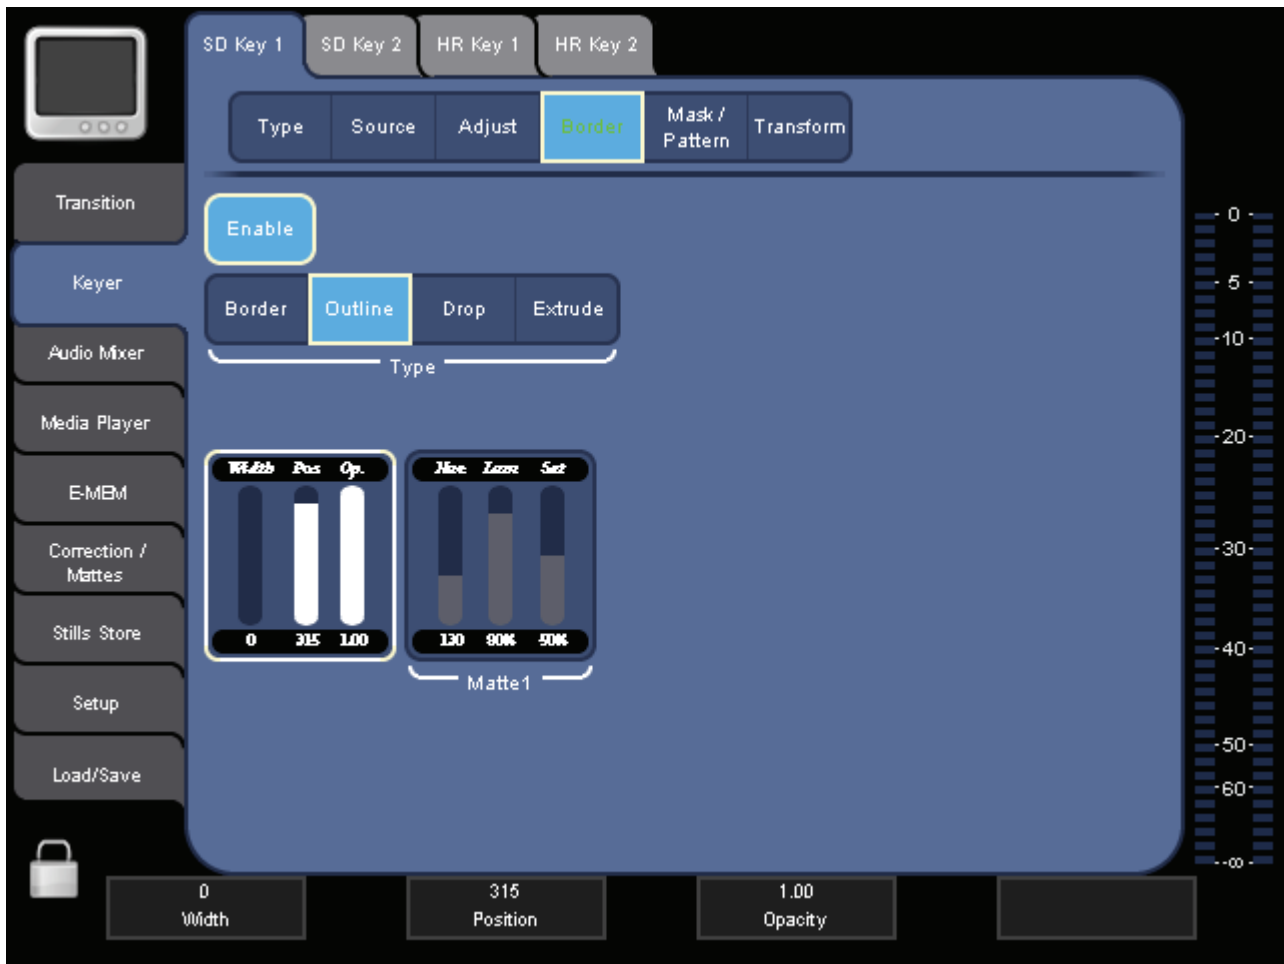 SD Key 1
SD Key 2
HR Key 1
HR Key 2
Type
Source
Adjust
Border
Mask /
Pattern
Transform
Transition
Keyer
Audio Mixer
Media Player
E-MEM
Correction /
Mattes
Stills Store
Setup
Load/Save
Enable
Border
Outline
Drop
Extrude
Type
Width Pos Op.
0 315 1.00
Hue Lum Sat
130 90% 50%
Matte1
- 0 -
- 5 -
-10-
-20-
-30-
-40-
-50-
-60-
--∞-
0
Width
315
Position
1.00
Opacity